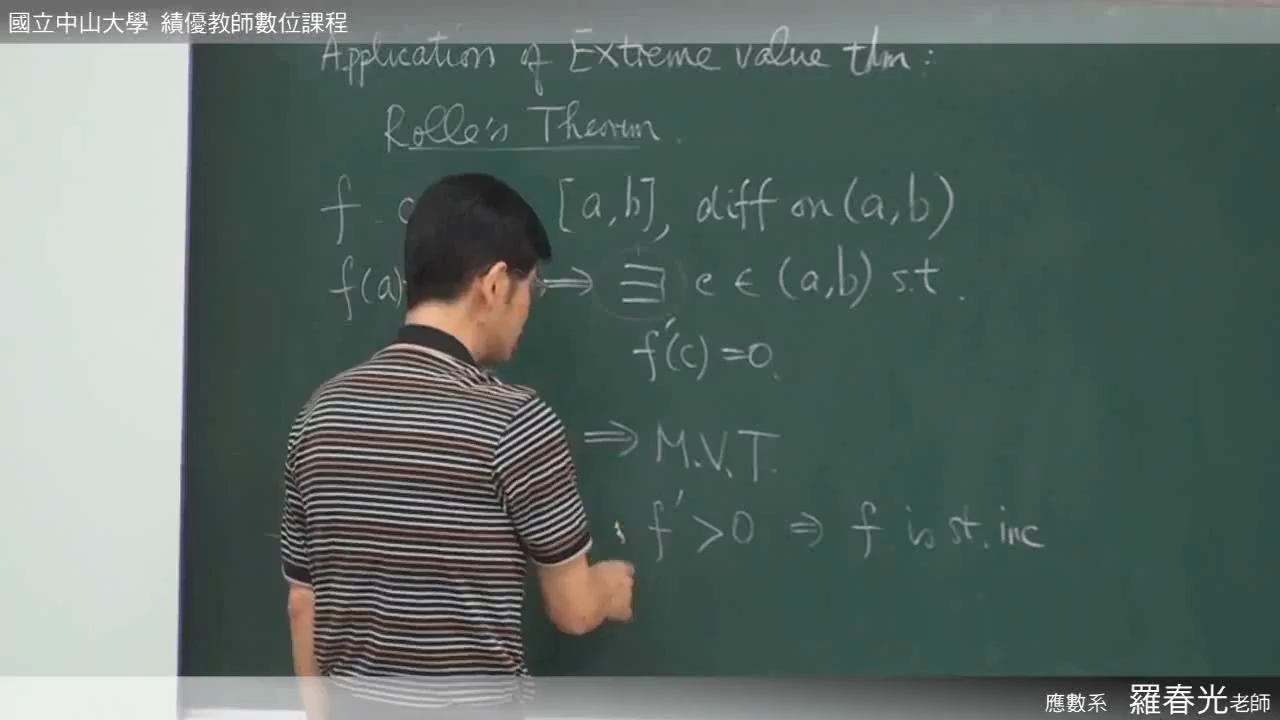 國立中山大學 績優教師數位課程
Application of Extreme value thm:
Rolle's Theorem.
f [a,b], diff on (a,b)
f(a) ⇒ ∃ c ∈ (a,b) s.t.
f'(c) = 0.
⇒ M.V.T.
f' > 0 ⇒ f is st. inc
應數系 羅春光老師